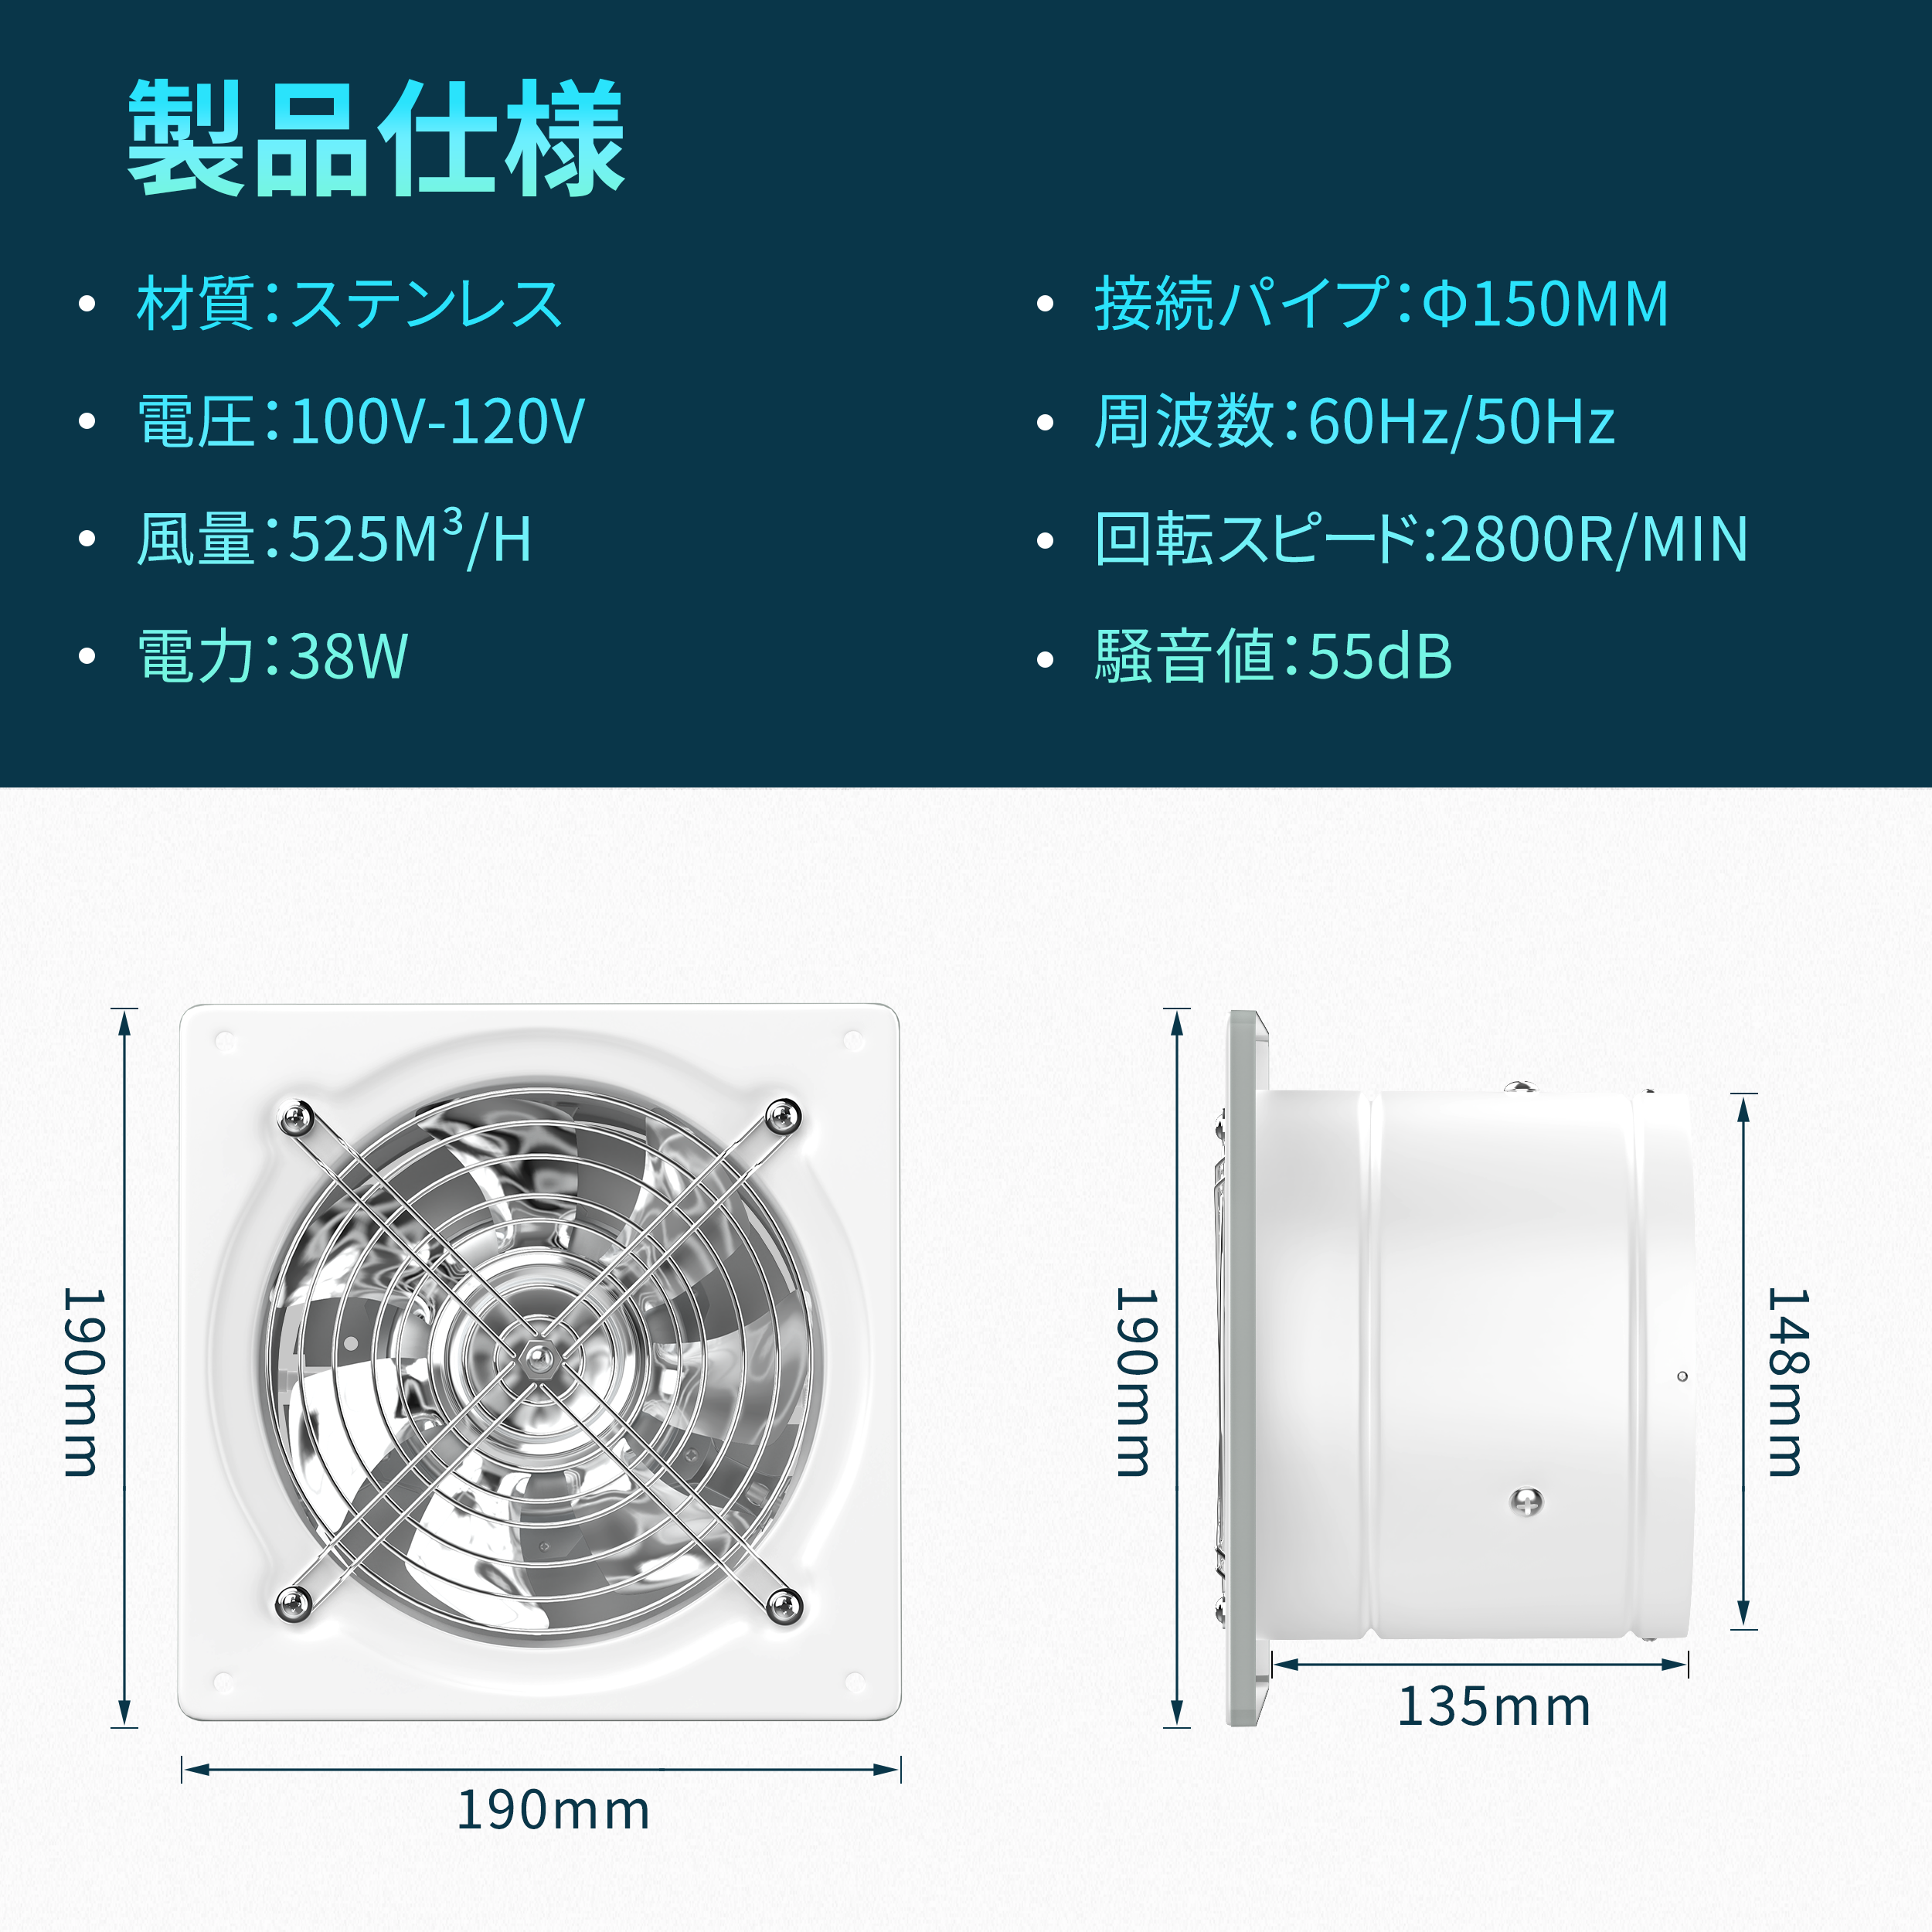 製品仕様
材質：ステンレス
電圧：100V-120V
風量：525M³/H
電力：38W
接続パイプ：Φ150MM
周波数：60Hz/50Hz
回転スピード:2800R/MIN
騒音値：55dB
190mm
190mm
190mm
148mm
135mm